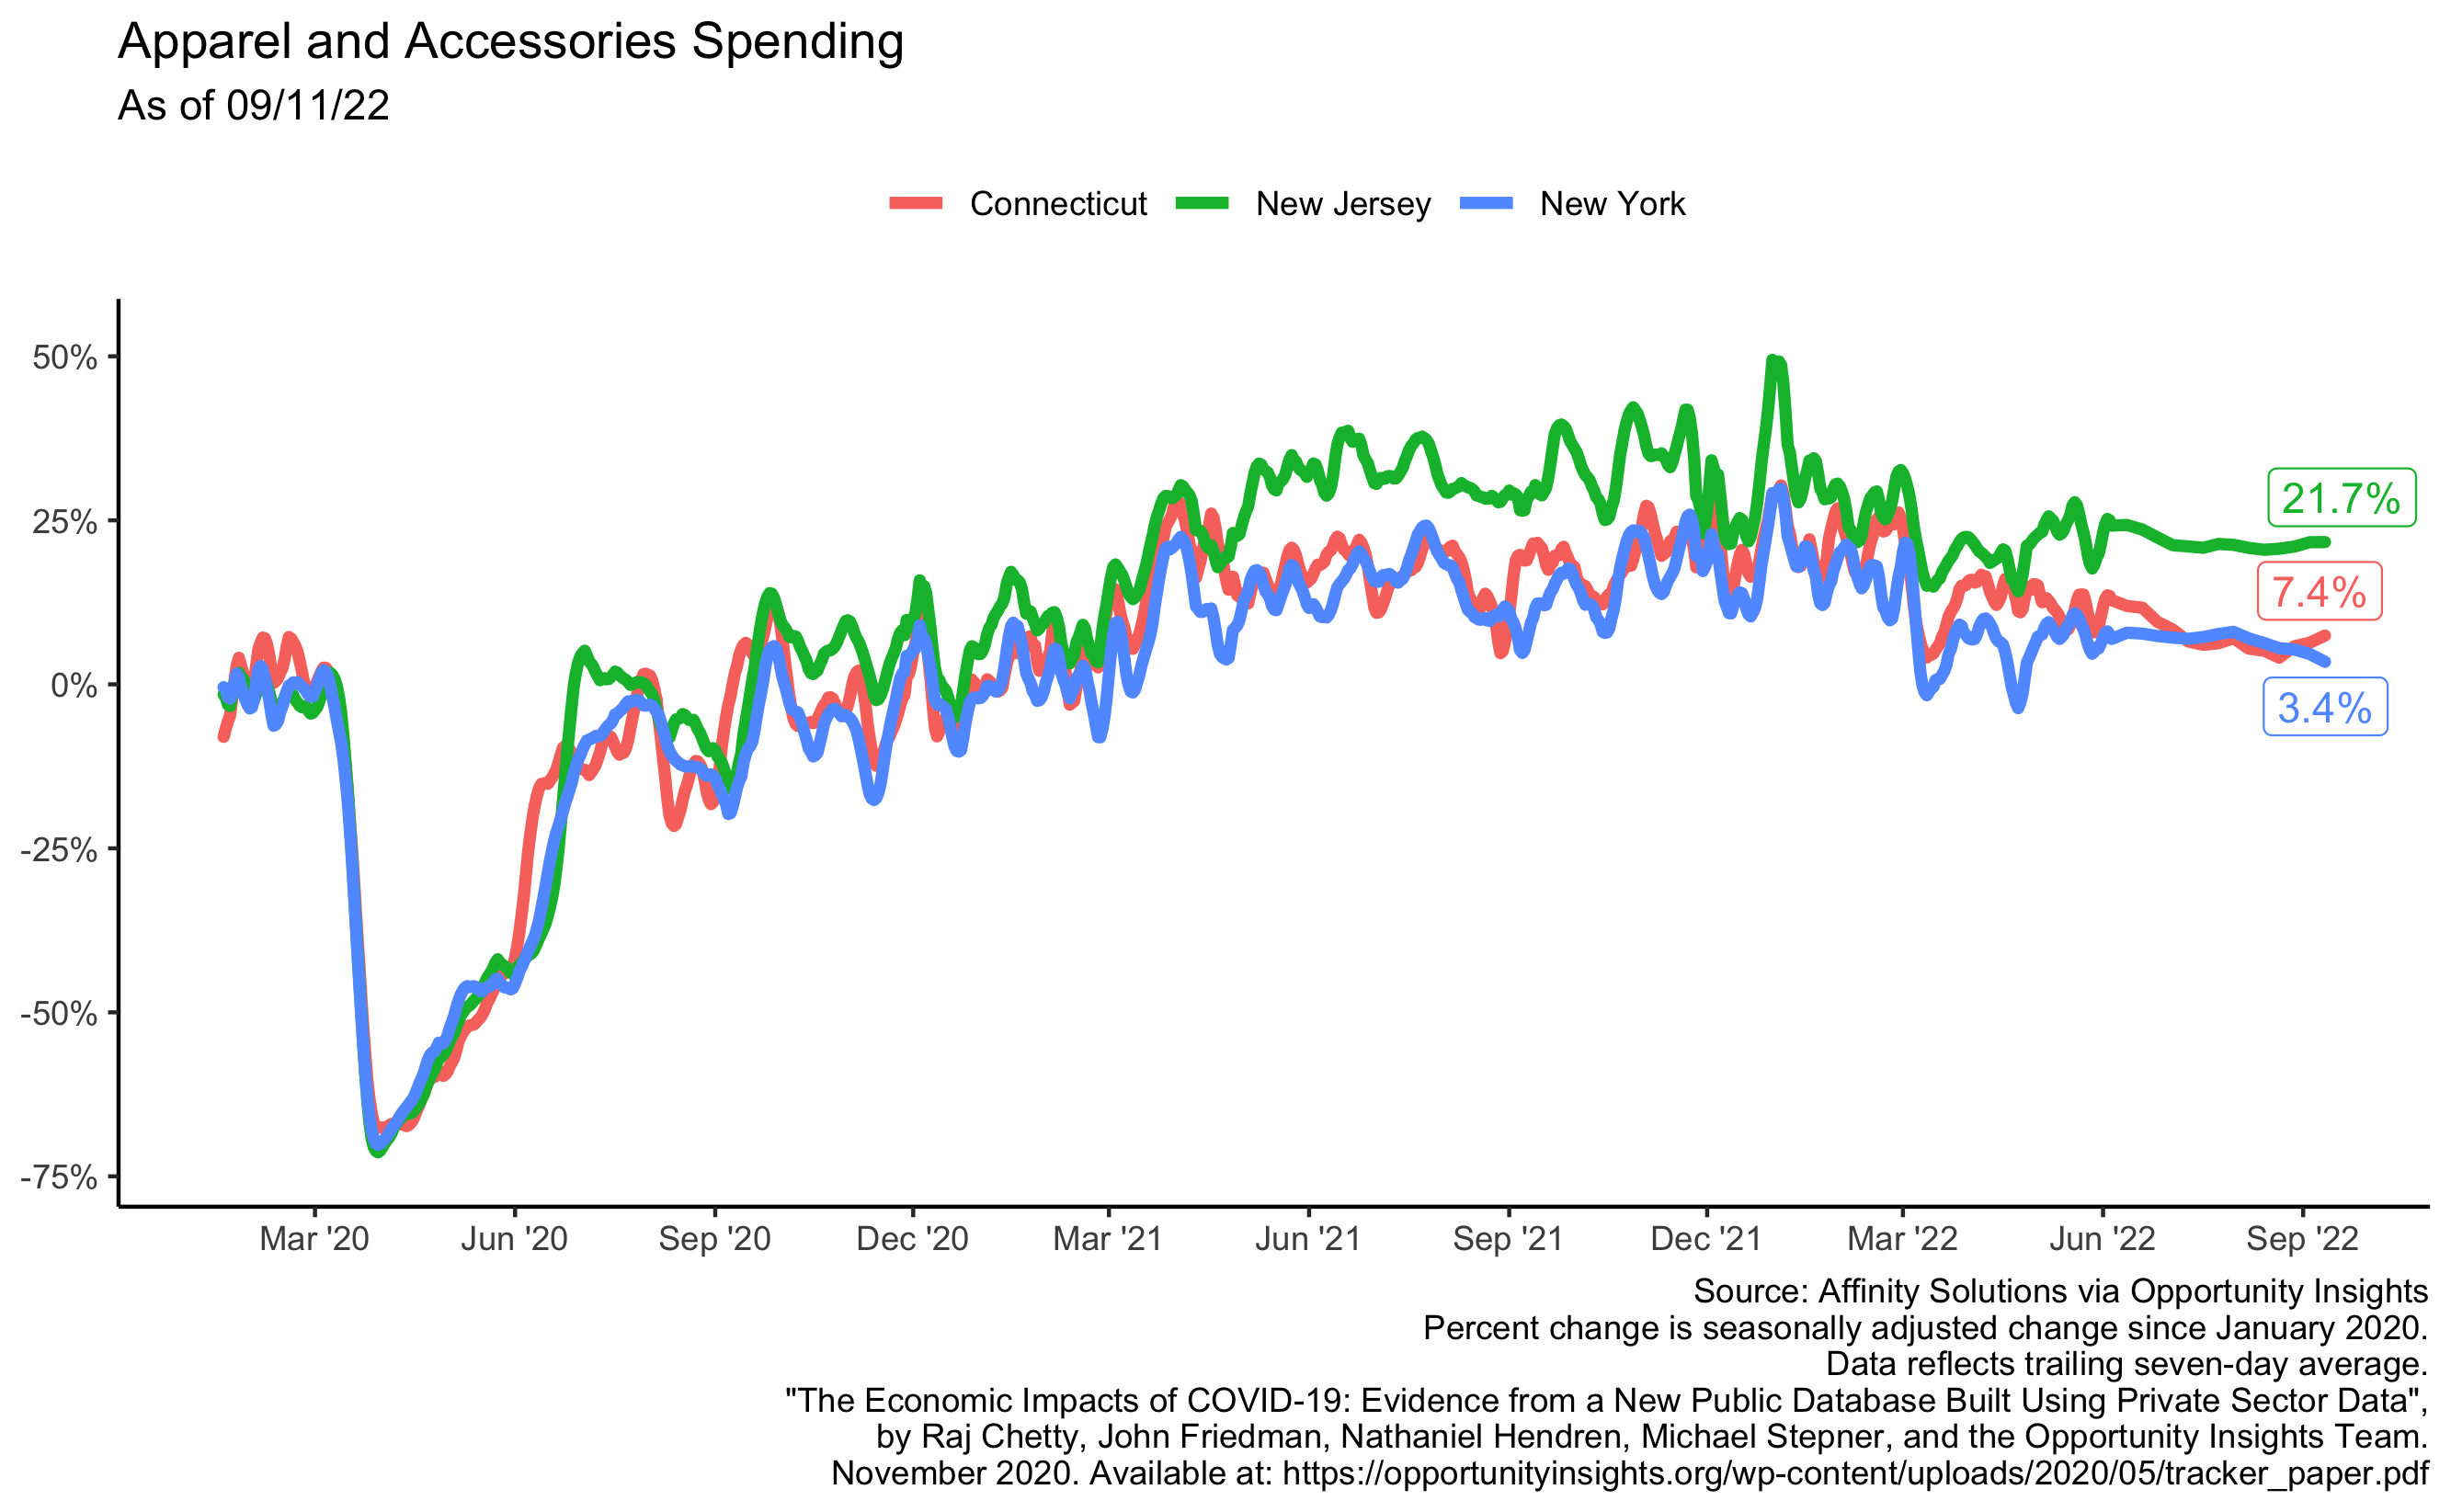 Apparel and Accessories Spending
As of 09/11/22
Connecticut New Jersey New York
50%
25%
0%
-25%
-50%
-75%
21.7%
7.4%
3.4%
Mar '20 Jun '20 Sep '20 Dec '20 Mar '21 Jun '21 Sep '21 Dec '21 Mar '22 Jun '22 Sep '22
Source: Affinity Solutions via Opportunity Insights
Percent change is seasonally adjusted change since January 2020.
Data reflects trailing seven-day average.
"The Economic Impacts of COVID-19: Evidence from a New Public Database Built Using Private Sector Data",
by Raj Chetty, John Friedman, Nathaniel Hendren, Michael Stepner, and the Opportunity Insights Team.
November 2020. Available at: https://opportunityinsights.org/wp-content/uploads/2020/05/tracker_paper.pdf